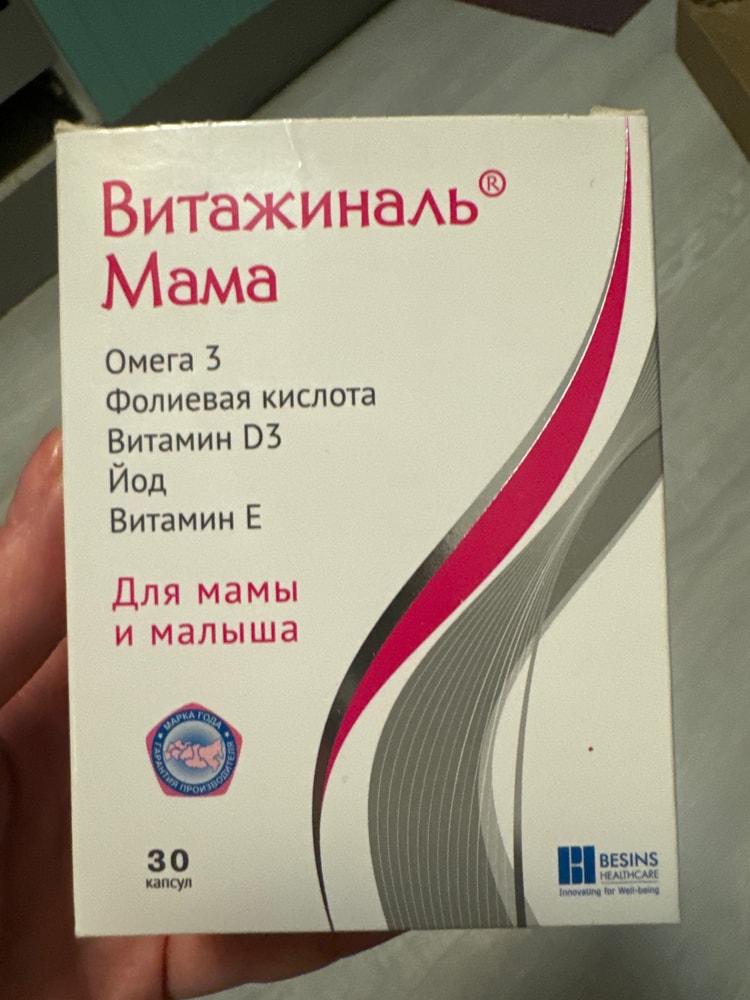 Витажиналь®
Мама
Омега 3
Фолиевая кислота
Витамин D3
Йод
Витамин Е
Для мамы
и малыша
МАРКА ГОДА
ГАРАНТИЯ ПРОИЗВОДИТЕЛЯ
30
капсул
BESINS
HEALTHCARE
Innovating for Well-being